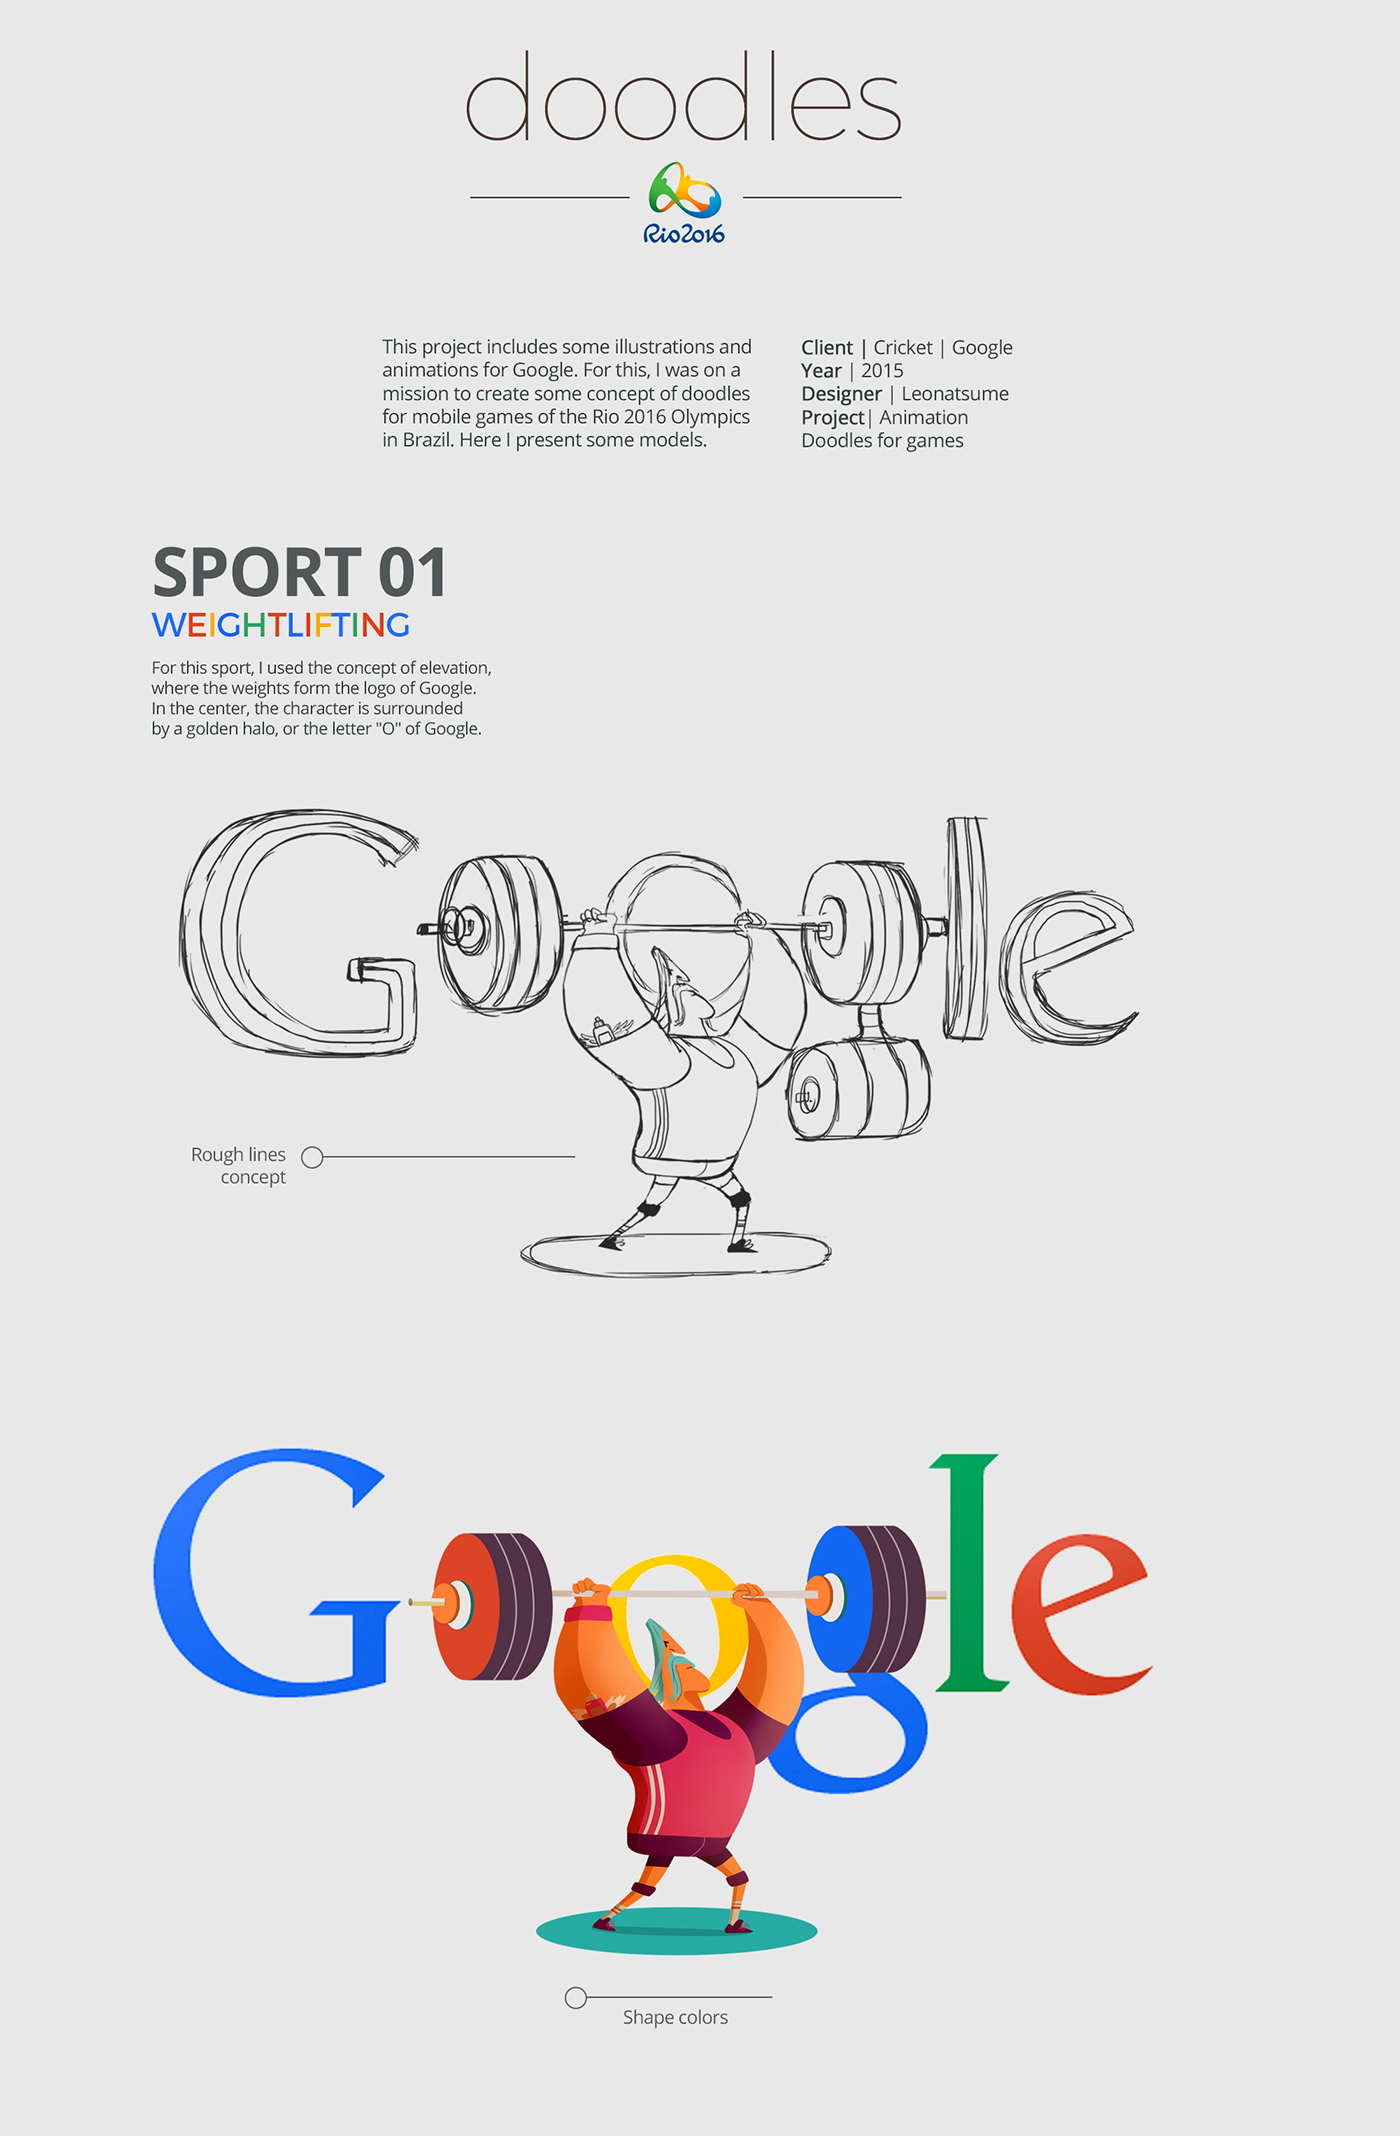 doodles
Rio2016
This project includes some illustrations and
animations for Google. For this, I was on a
mission to create some concept of doodles
for mobile games of the Rio 2016 Olympics
in Brazil. Here I present some models.
Client | Cricket | Google
Year | 2015
Designer | Leonatsume
Project| Animation
Doodles for games
SPORT 01
WEIGHTLIFTING
For this sport, I used the concept of elevation,
where the weights form the logo of Google.
In the center, the character is surrounded
by a golden halo, or the letter "O" of Google.
Google
Rough lines
concept
Google
Shape colors